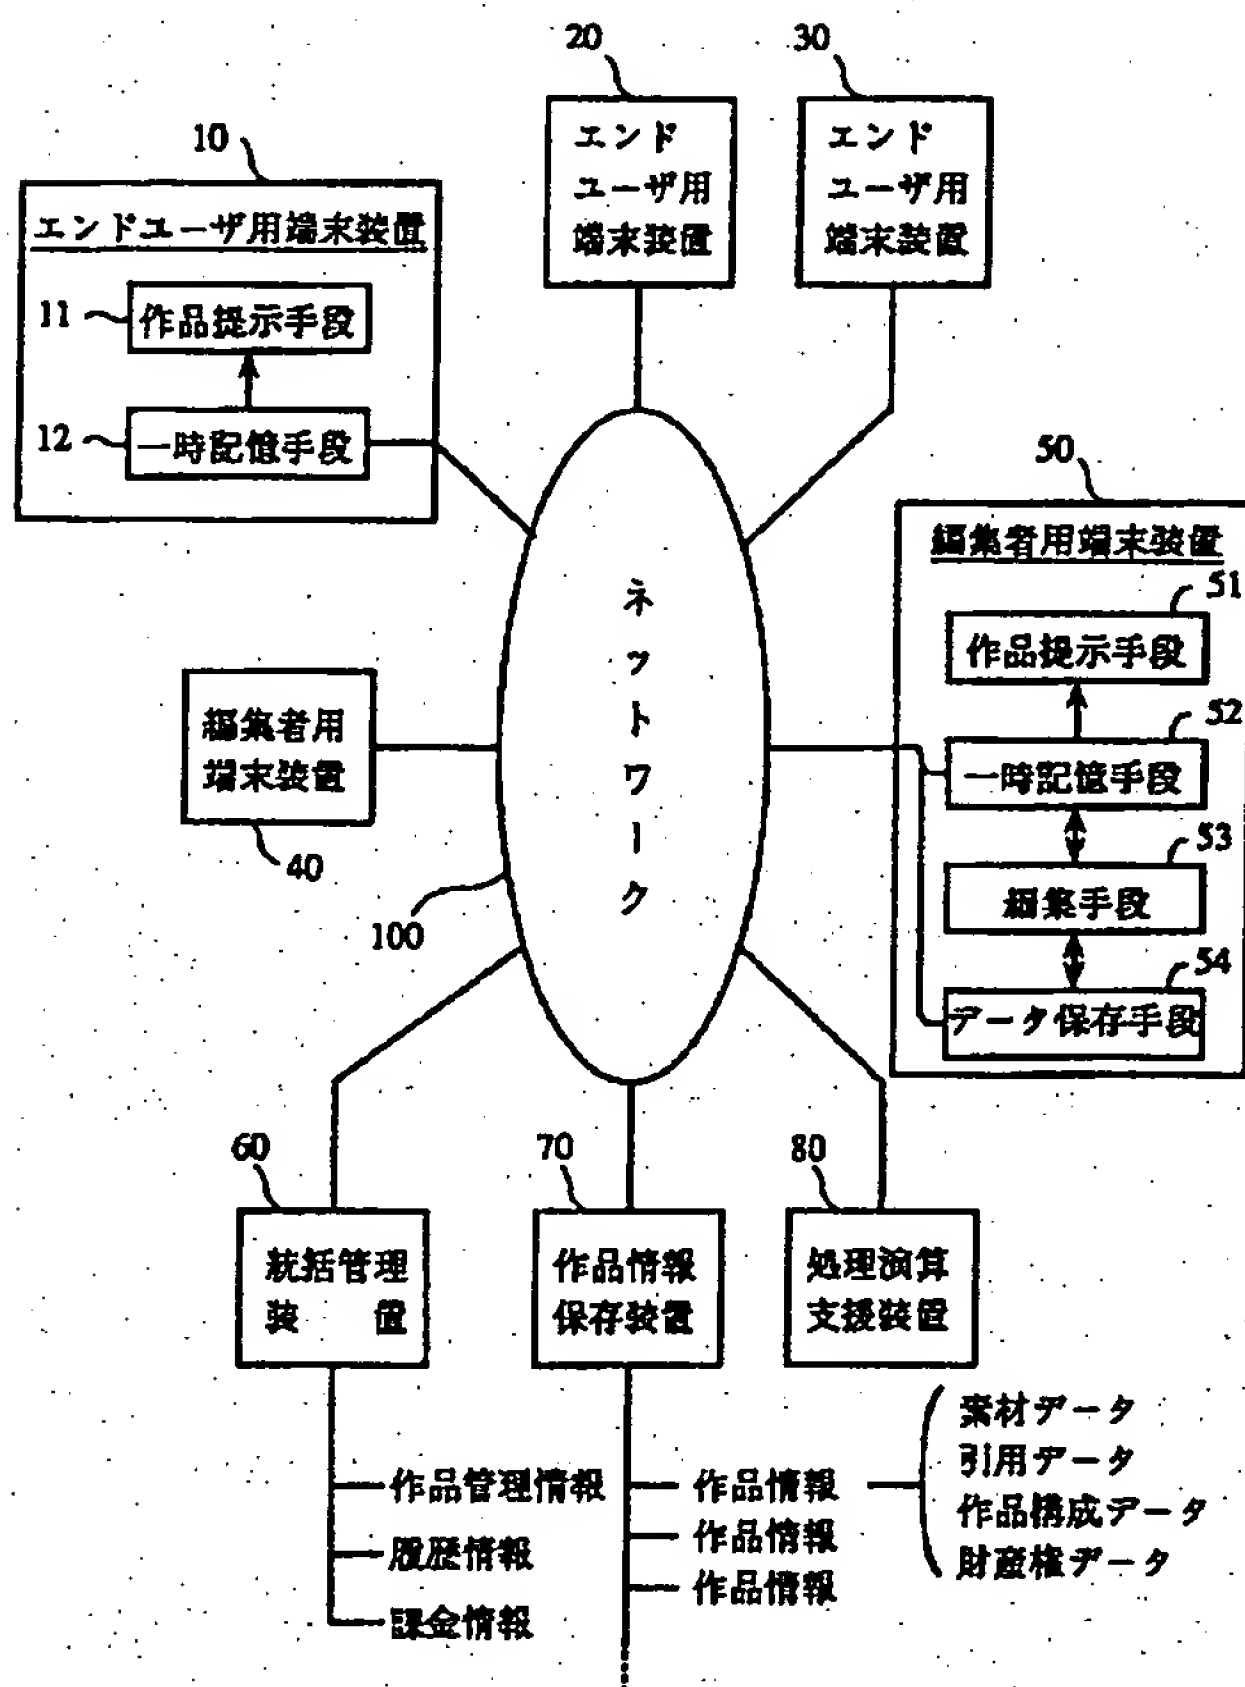 20
30
エンド
ユーザ用
端末装置
エンド
ユーザ用
端末装置
10
エンドユーザ用端末装置
11
作品提示手段
12
一時記憶手段
50
編集者用端末装置
51
作品提示手段
52
一時記憶手段
53
編集手段
54
データ保存手段
ネットワーク
編集者用
端末装置
40
100
60
統括管理
装置
70
作品情報
保存装置
80
処理演算
支援装置
作品管理情報
履歴情報
課金情報
作品情報
作品情報
作品情報
素材データ
引用データ
作品構成データ
財産権データ